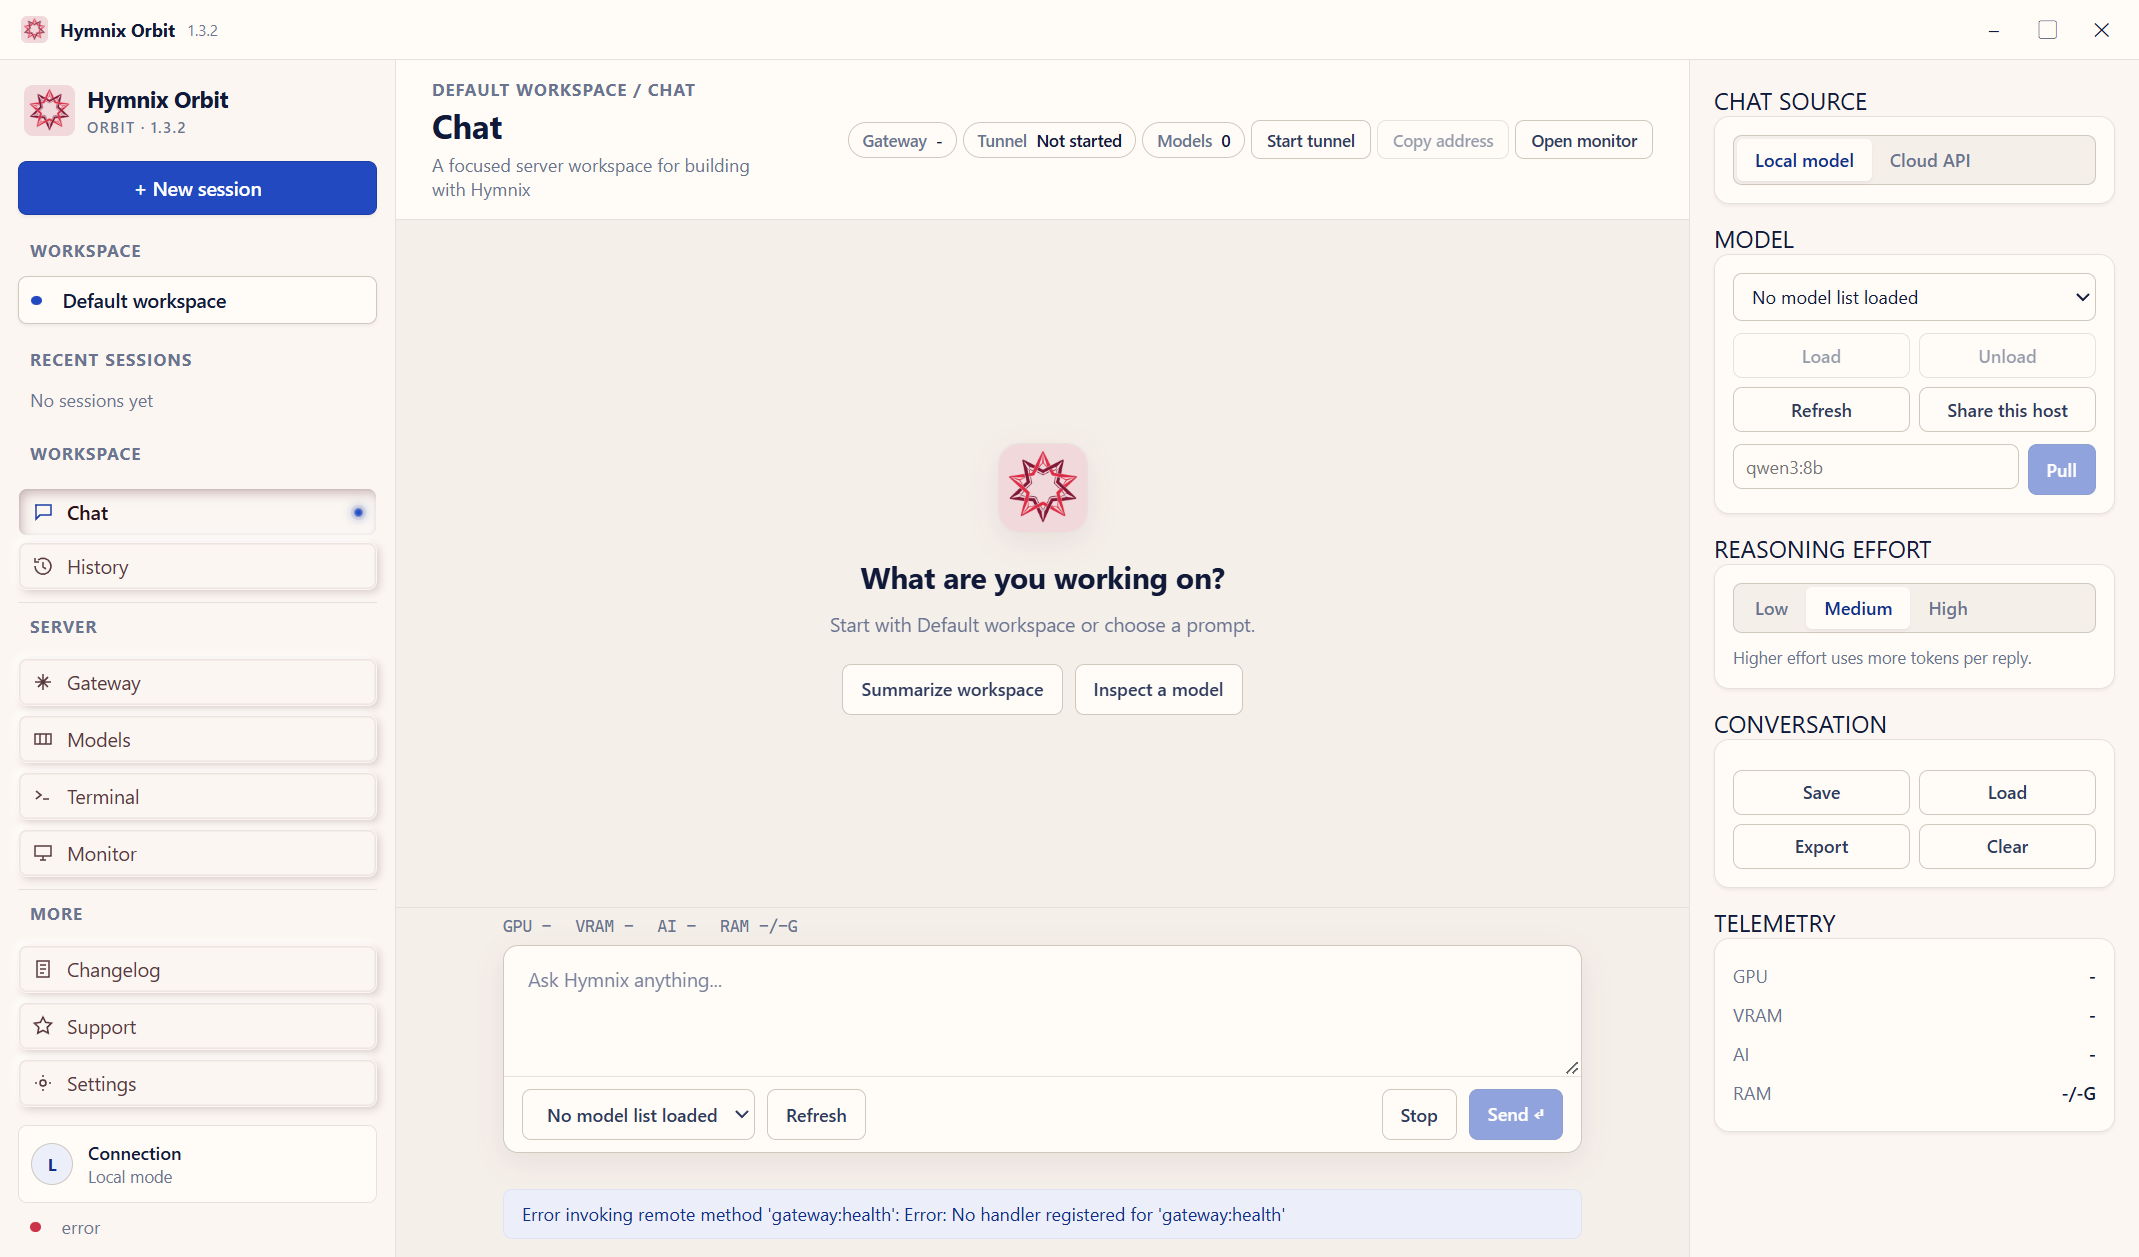 Hymnix Orbit 1.3.2
Hymnix Orbit
ORBIT · 1.3.2
+ New session
WORKSPACE
Default workspace
RECENT SESSIONS
No sessions yet
WORKSPACE
Chat
History
SERVER
Gateway
Models
Terminal
Monitor
MORE
Changelog
Support
Settings
L
Connection
Local mode
error
DEFAULT WORKSPACE / CHAT
Chat
A focused server workspace for building
with Hymnix
Gateway -
Tunnel Not started
Models 0
Start tunnel
Copy address
Open monitor
What are you working on?
Start with Default workspace or choose a prompt.
Summarize workspace
Inspect a model
GPU – VRAM – AI – RAM –/–G
Ask Hymnix anything...
No model list loaded
Refresh
Stop
Send ⏎
Error invoking remote method 'gateway:health': Error: No handler registered for 'gateway:health'
CHAT SOURCE
Local model
Cloud API
MODEL
No model list loaded
Load
Unload
Refresh
Share this host
qwen3:8b
Pull
REASONING EFFORT
Low
Medium
High
Higher effort uses more tokens per reply.
CONVERSATION
Save
Load
Export
Clear
TELEMETRY
GPU -
VRAM -
AI -
RAM -/-G